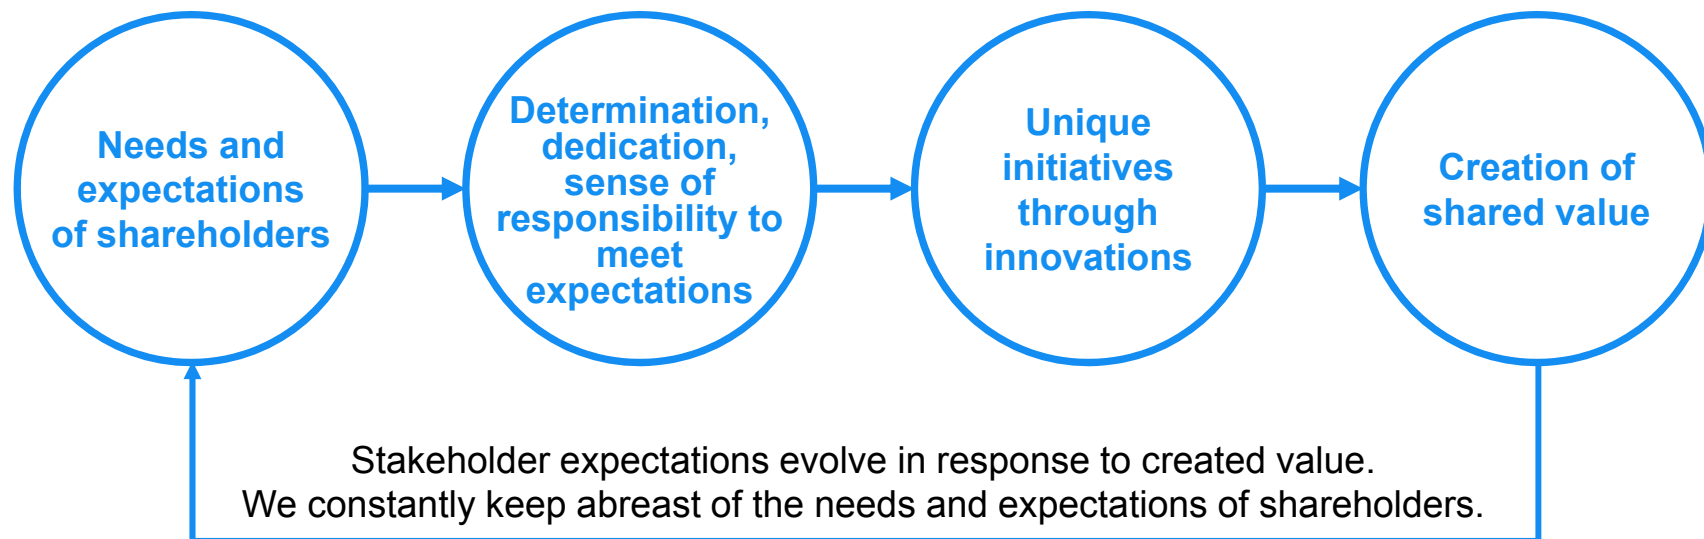 Needs and
expectations
of shareholders
Determination,
dedication,
sense of
responsibility to
meet
expectations
Unique
initiatives
through
innovations
Creation of
shared value
Stakeholder expectations evolve in response to created value.
We constantly keep abreast of the needs and expectations of shareholders.